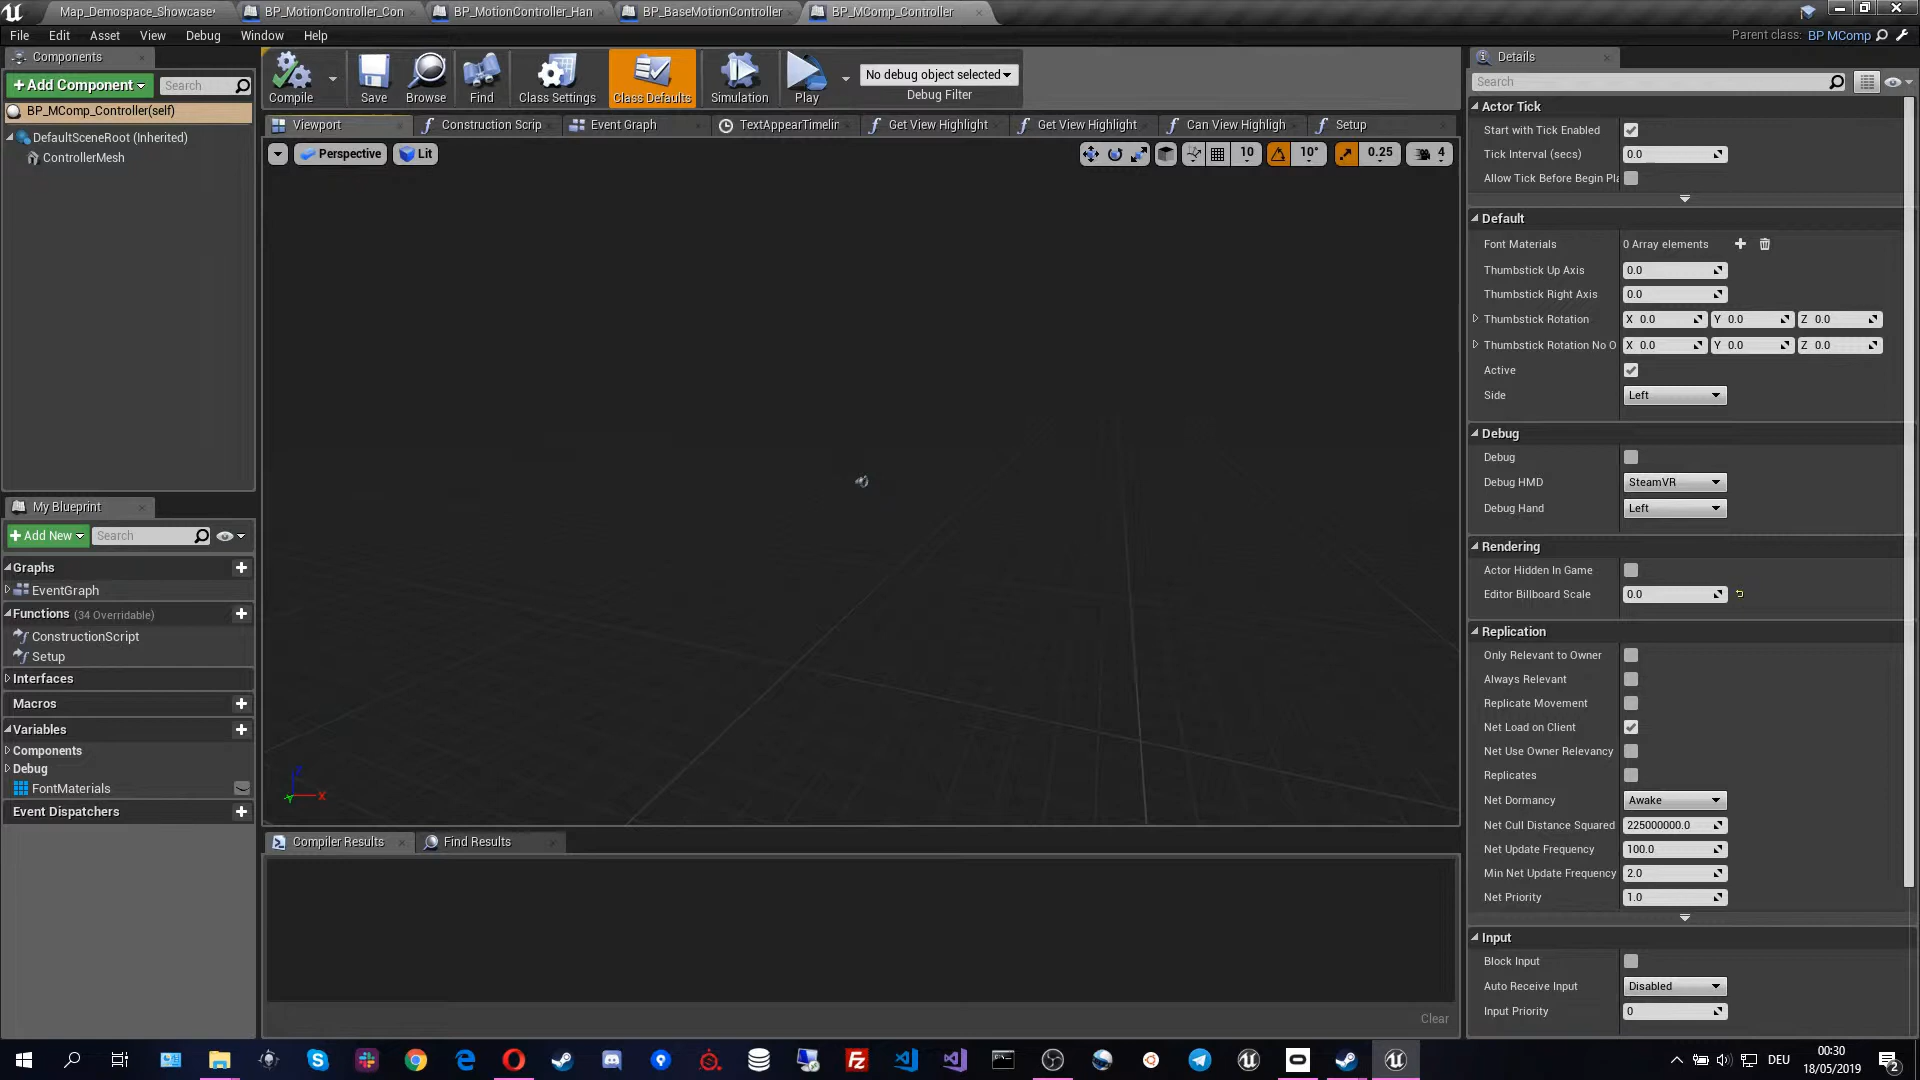 Map_Demospace_Showcase*
BP_MotionController_Con
BP_MotionController_Han
BP_BaseMotionController
BP_MComp_Controller
File Edit Asset View Debug Window Help
Parent class: BP MComp
Components
+Add Component
Search
BP_MComp_Controller(self)
DefaultSceneRoot (Inherited)
ControllerMesh
Compile
Save
Browse
Find
Class Settings
Class Defaults
Simulation
Play
No debug object selected
Debug Filter
Viewport
Construction Scrip
Event Graph
TextAppearTimelin
Get View Highlight
Get View Highlight
Can View Highligh
Setup
Perspective
Lit
10
10°
0.25
4
X
My Blueprint
+Add New
Search
Graphs
EventGraph
Functions (34 Overridable)
ConstructionScript
Setup
Interfaces
Macros
Variables
Components
Debug
FontMaterials
Event Dispatchers
Compiler Results
Find Results
Clear
Details
Search
Actor Tick
Start with Tick Enabled
Tick Interval (secs) 0.0
Allow Tick Before Begin Pla
Default
Font Materials 0 Array elements
Thumbstick Up Axis 0.0
Thumbstick Right Axis 0.0
Thumbstick Rotation X 0.0 Y 0.0 Z 0.0
Thumbstick Rotation No O X 0.0 Y 0.0 Z 0.0
Active
Side Left
Debug
Debug
Debug HMD SteamVR
Debug Hand Left
Rendering
Actor Hidden In Game
Editor Billboard Scale 0.0
Replication
Only Relevant to Owner
Always Relevant
Replicate Movement
Net Load on Client
Net Use Owner Relevancy
Replicates
Net Dormancy Awake
Net Cull Distance Squared 225000000.0
Net Update Frequency 100.0
Min Net Update Frequency 2.0
Net Priority 1.0
Input
Block Input
Auto Receive Input Disabled
Input Priority 0
DEU
00:30
18/05/2019
2